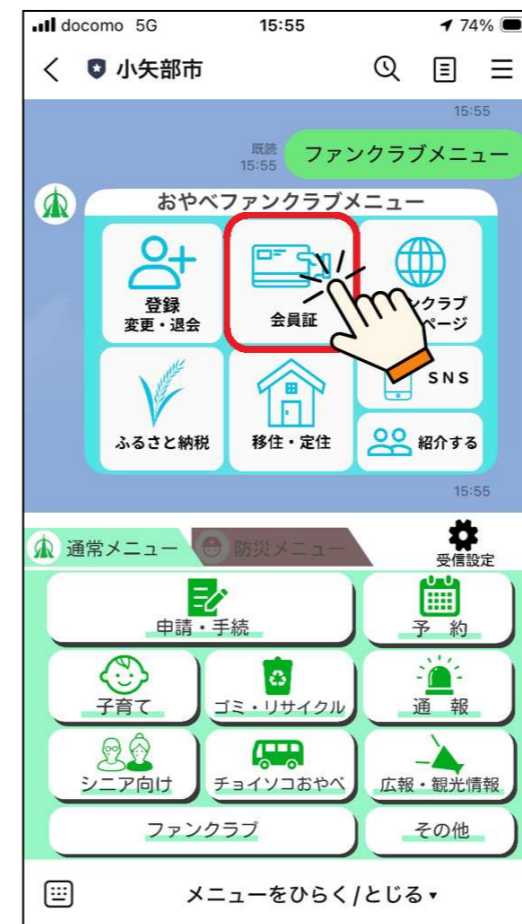 docomo 5G 15:55 74%
小矢部市
15:55
既読
15:55
ファンクラブメニュー
おやべファンクラブメニュー
登録
変更・退会
会員証
ンクラブ
ページ
ふるさと納税
移住・定住
SNS
紹介する
15:55
通常メニュー
防災メニュー
受信設定
申請・手続
予 約
子育て
ゴミ・リサイクル
通 報
シニア向け
チョイソコおやべ
広報・観光情報
ファンクラブ
その他
メニューをひらく/とじる▼